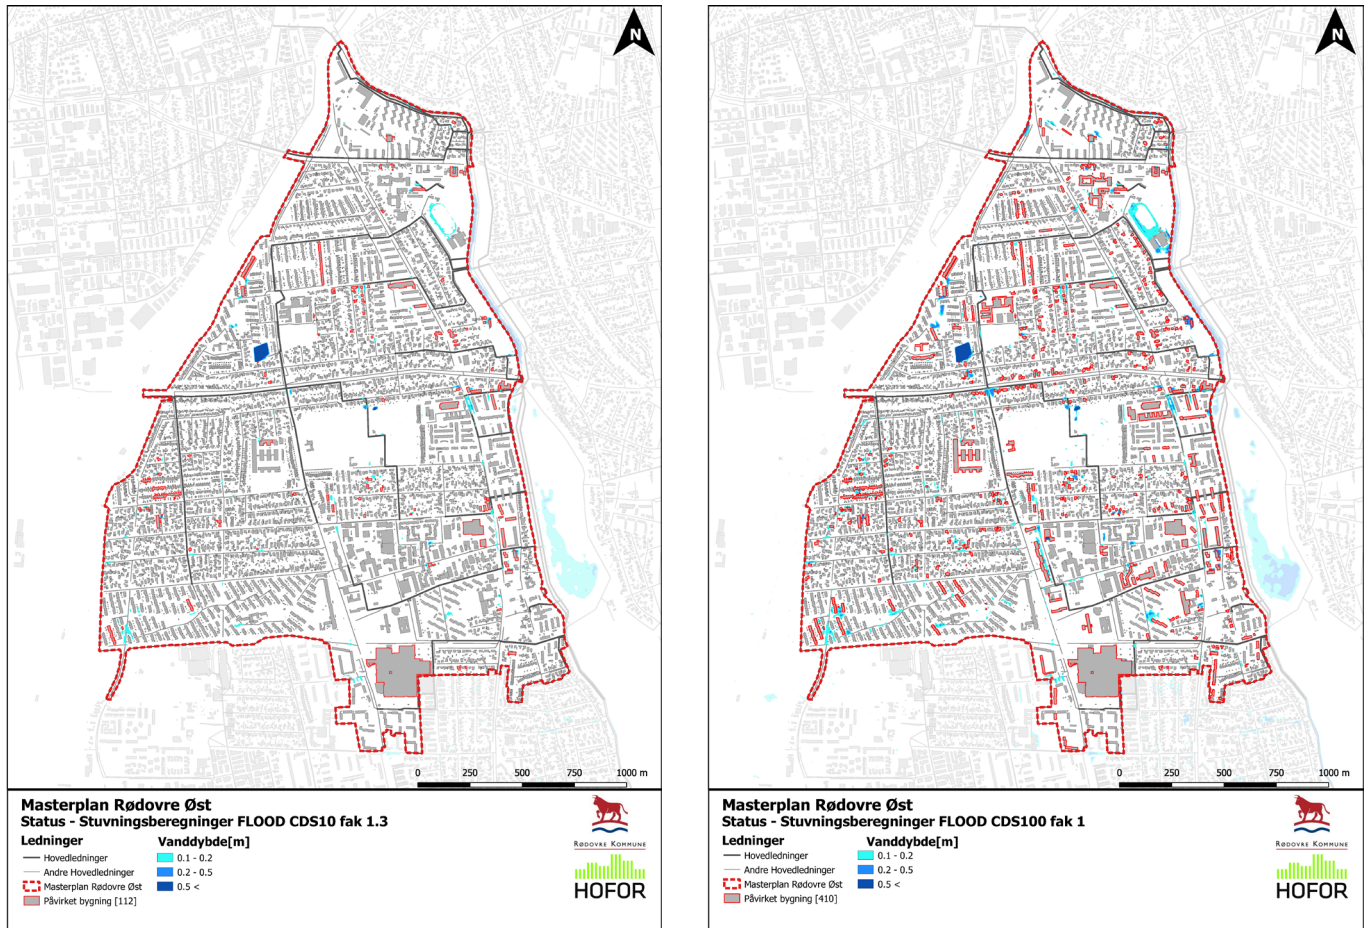 N
0 250 500 750 1000 m
Masterplan Rødovre Øst
Status - Stuvningsberegninger FLOOD CDS10 fak 1.3
Ledninger
Hovedledninger
Andre Hovedledninger
Masterplan Rødovre Øst
Påvirket bygning [112]
Vanddybde[m]
0.1 - 0.2
0.2 - 0.5
0.5 <
RØDOVRE KOMMUNE
HOFOR
N
0 250 500 750 1000 m
Masterplan Rødovre Øst
Status - Stuvningsberegninger FLOOD CDS100 fak 1
Ledninger
Hovedledninger
Andre Hovedledninger
Masterplan Rødovre Øst
Påvirket bygning [410]
Vanddybde[m]
0.1 - 0.2
0.2 - 0.5
0.5 <
RØDOVRE KOMMUNE
HOFOR